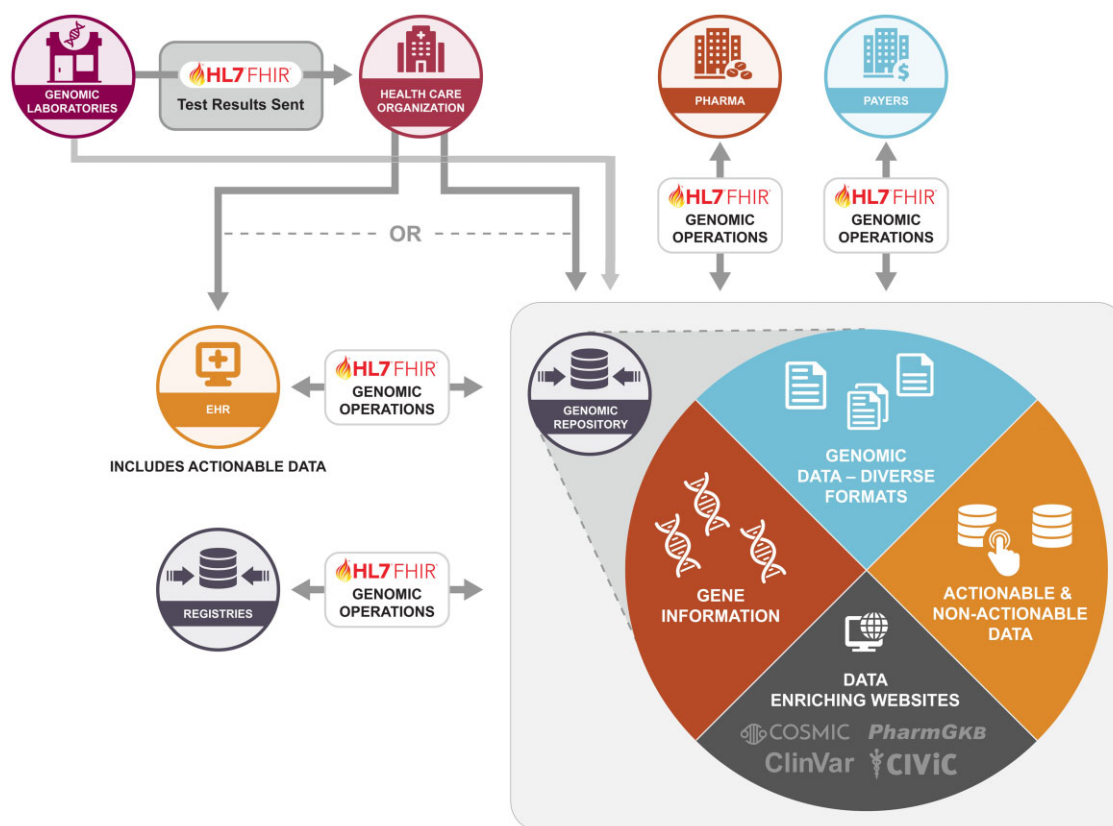 GENOMIC
LABORATORIES
HL7 FHIR®
Test Results Sent
HEALTH CARE
ORGANIZATION
PHARMA
PAYERS
HL7 FHIR®
GENOMIC
OPERATIONS
HL7 FHIR®
GENOMIC
OPERATIONS
OR
EHR
INCLUDES ACTIONABLE DATA
HL7 FHIR®
GENOMIC
OPERATIONS
GENOMIC
REPOSITORY
REGISTRIES
HL7 FHIR®
GENOMIC
OPERATIONS
GENOMIC
DATA – DIVERSE
FORMATS
GENE
INFORMATION
ACTIONABLE &
NON-ACTIONABLE
DATA
DATA
ENRICHING WEBSITES
COSMIC
PharmGKB
ClinVar
CIViC